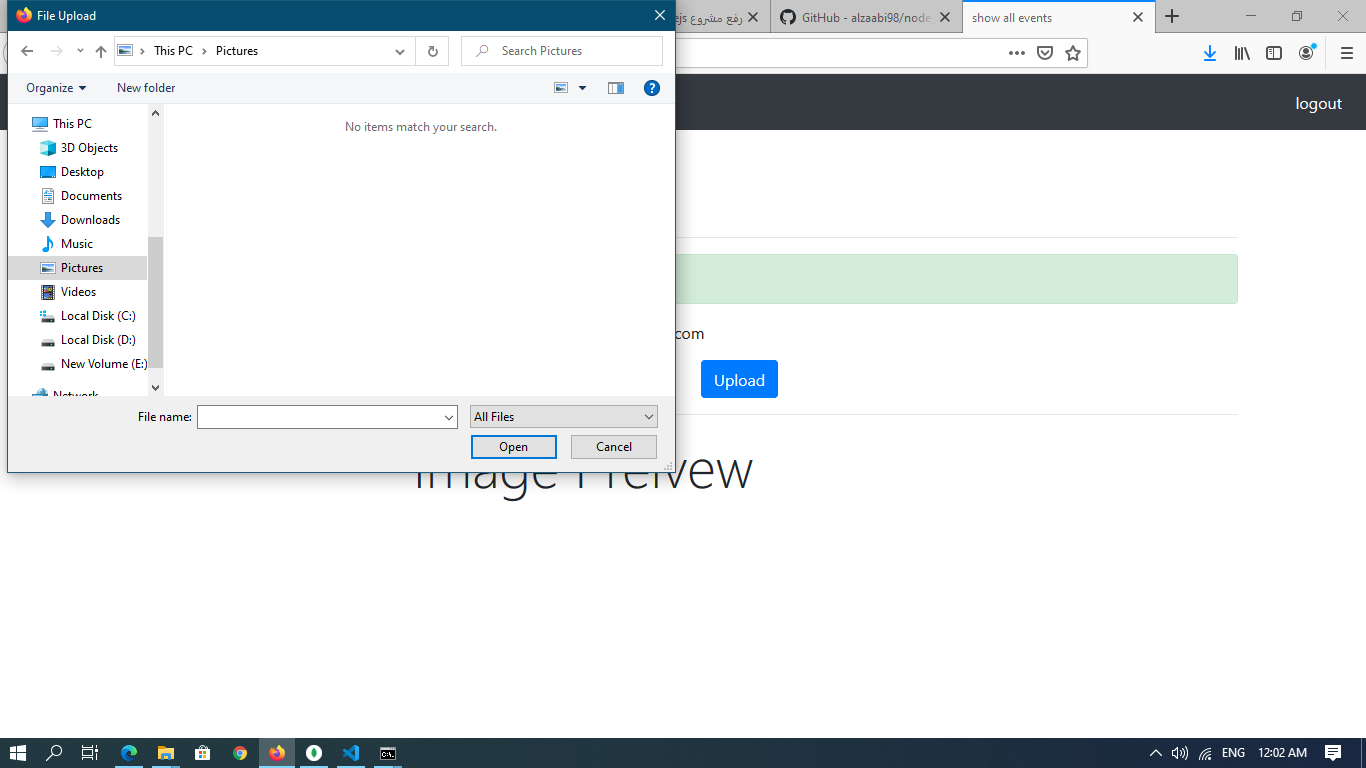 File Upload
رفع مشروع
ejs
GitHub - alzaabi98/node
show all events
This PC
Pictures
Search Pictures
Organize
New folder
logout
This PC
3D Objects
Desktop
Documents
Downloads
Music
Pictures
Videos
Local Disk (C:)
Local Disk (D:)
New Volume (E:)
Network
No items match your search.
com
Upload
File name:
All Files
Open
Cancel
Image Preivew
ENG
12:02 AM